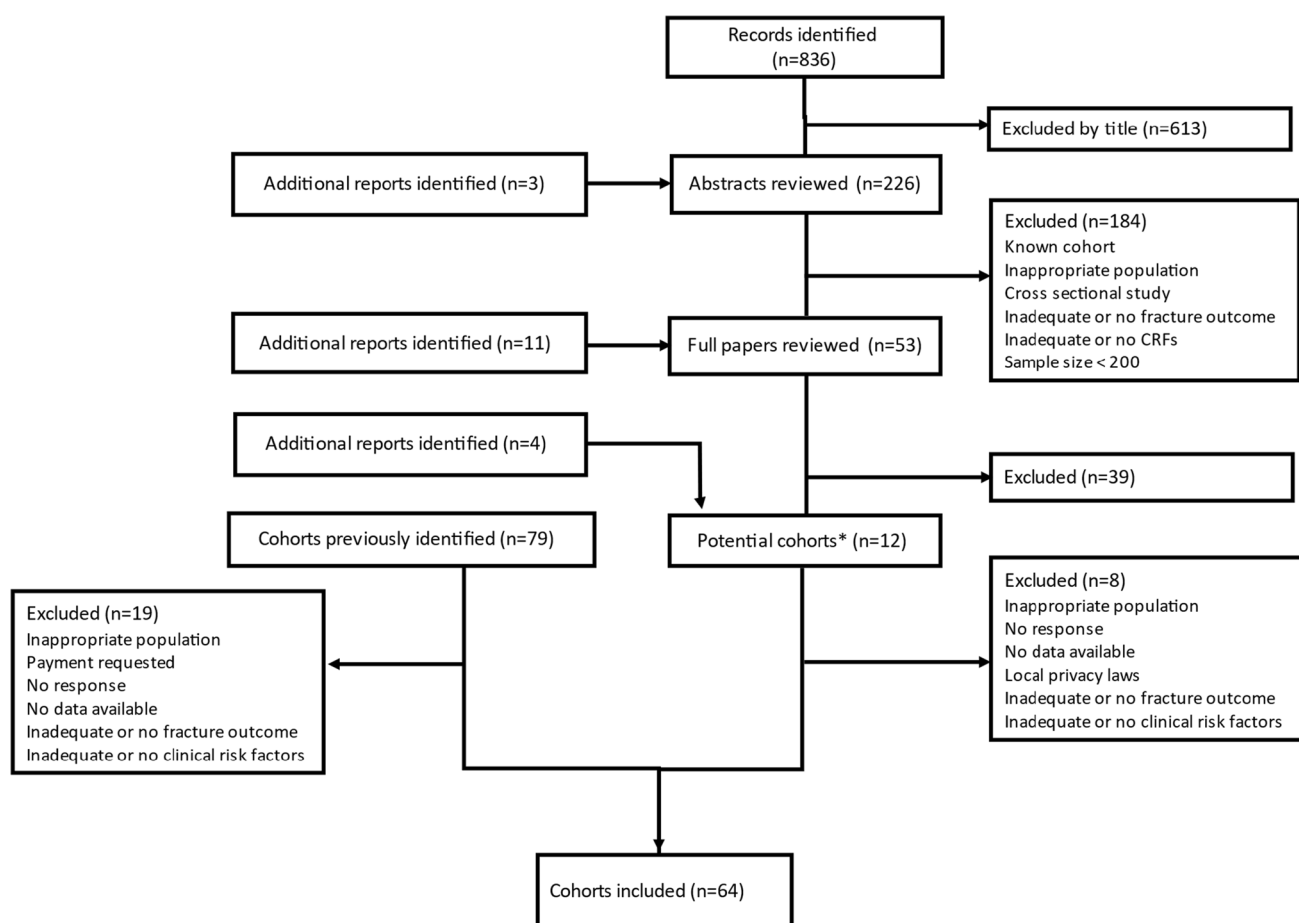 Records identified
(n=836)
Excluded by title (n=613)
Additional reports identified (n=3)
Abstracts reviewed (n=226)
Excluded (n=184)
Known cohort
Inappropriate population
Cross sectional study
Inadequate or no fracture outcome
Inadequate or no CRFs
Sample size < 200
Additional reports identified (n=11)
Full papers reviewed (n=53)
Additional reports identified (n=4)
Excluded (n=39)
Cohorts previously identified (n=79)
Potential cohorts* (n=12)
Excluded (n=19)
Inappropriate population
Payment requested
No response
No data available
Inadequate or no fracture outcome
Inadequate or no clinical risk factors
Excluded (n=8)
Inappropriate population
No response
No data available
Local privacy laws
Inadequate or no fracture outcome
Inadequate or no clinical risk factors
Cohorts included (n=64)